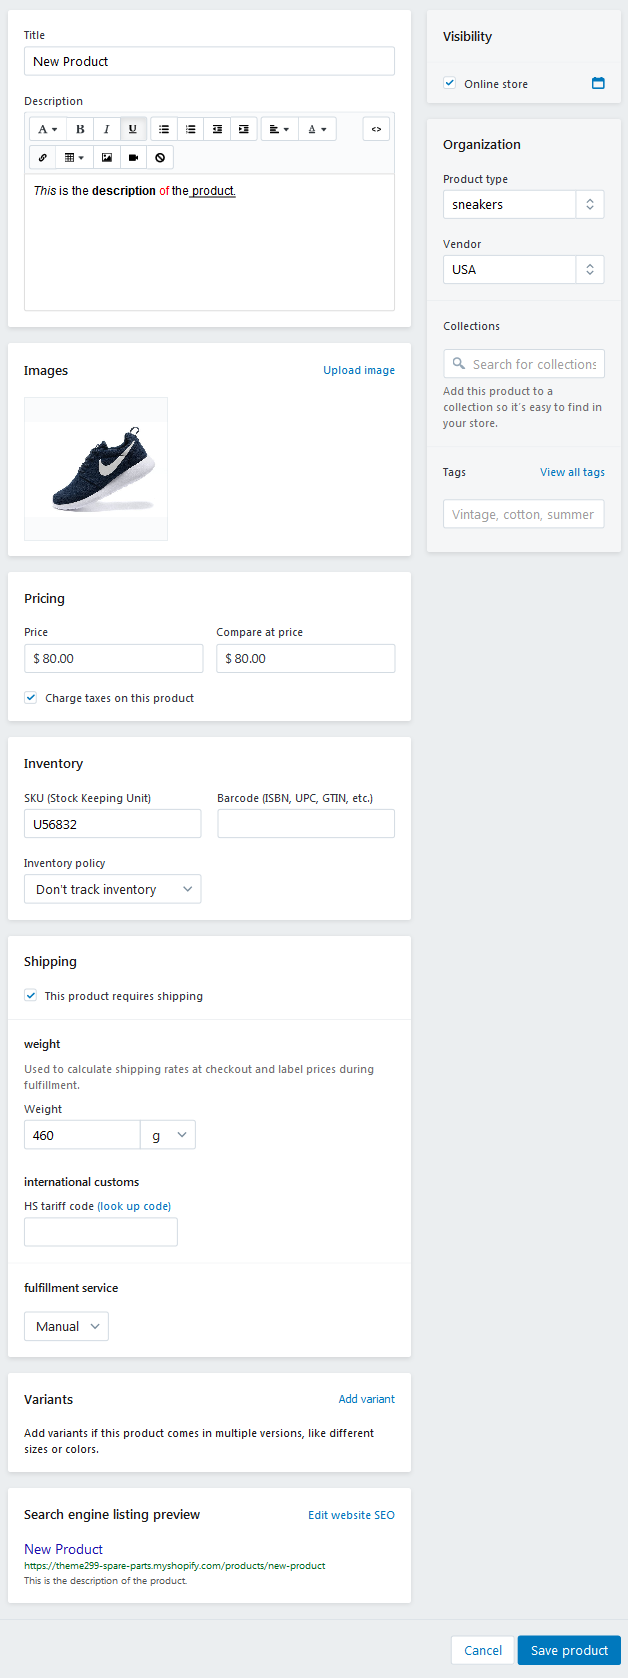 Title
New Product
Description
A B I U A <>
This is the description of the product.
Images
Upload image
Pricing
Price
Compare at price
$ 80.00
$ 80.00
Charge taxes on this product
Inventory
SKU (Stock Keeping Unit)
Barcode (ISBN, UPC, GTIN, etc.)
U56832
Inventory policy
Don't track inventory
Shipping
This product requires shipping
weight
Used to calculate shipping rates at checkout and label prices during
fulfillment.
Weight
460
g
international customs
HS tariff code (look up code)
fulfillment service
Manual
Variants
Add variant
Add variants if this product comes in multiple versions, like different
sizes or colors.
Search engine listing preview
Edit website SEO
New Product
https://theme299-spare-parts.myshopify.com/products/new-product
This is the description of the product.
Visibility
Online store
Organization
Product type
sneakers
Vendor
USA
Collections
Search for collections
Add this product to a
collection so it's easy to find in
your store.
Tags
View all tags
Vintage, cotton, summer
Cancel
Save product